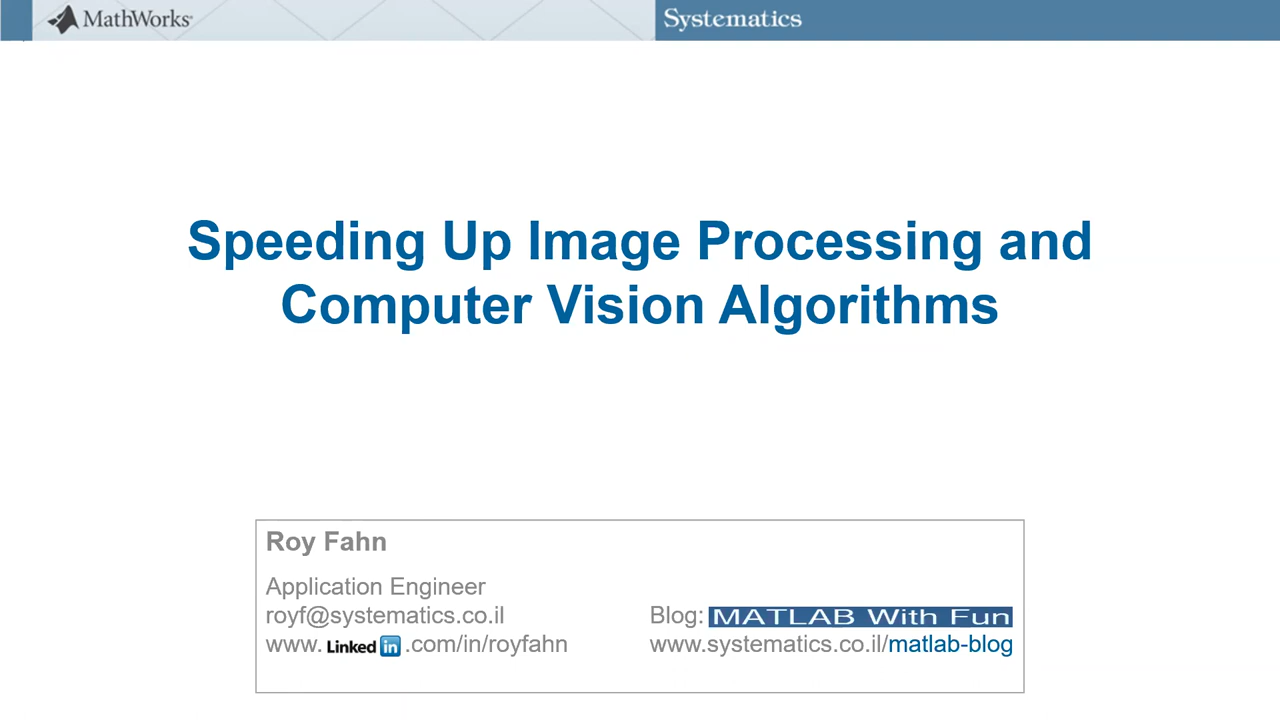 MathWorks
Systematics
Speeding Up Image Processing and
Computer Vision Algorithms
Roy Fahn
Application Engineer
royf@systematics.co.il
www.Linkedin.com/in/royfahn
Blog: MATLAB With Fun
www.systematics.co.il/matlab-blog